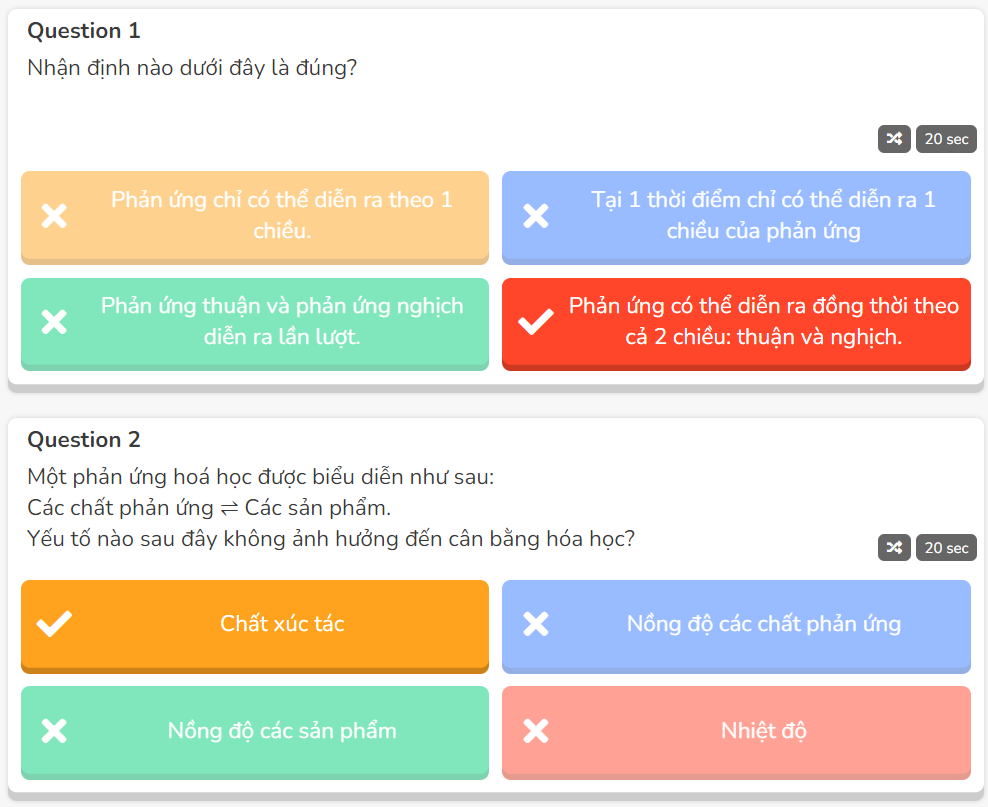 Question 1
Nhận định nào dưới đây là đúng?
20 sec
Phản ứng chỉ có thể diễn ra theo 1
chiều.
Tại 1 thời điểm chỉ có thể diễn ra 1
chiều của phản ứng
Phản ứng thuận và phản ứng nghịch
diễn ra lần lượt.
Phản ứng có thể diễn ra đồng thời theo
cả 2 chiều: thuận và nghịch.
Question 2
Một phản ứng hoá học được biểu diễn như sau:
Các chất phản ứng ⇌ Các sản phẩm.
Yếu tố nào sau đây không ảnh hưởng đến cân bằng hóa học?
20 sec
Chất xúc tác
Nồng độ các chất phản ứng
Nồng độ các sản phẩm
Nhiệt độ